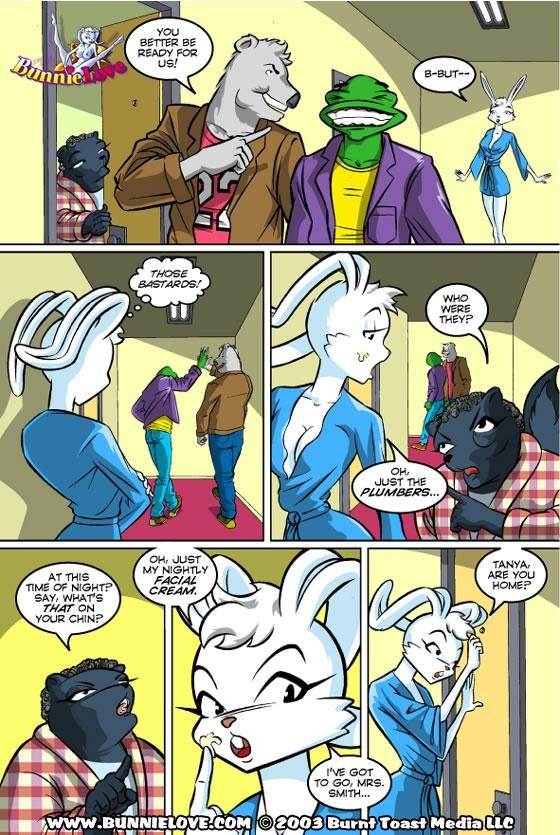 BunnieLove
YOU
BETTER BE
READY FOR
US!
B-BUT--
22
THOSE
BASTARDS!
WHO
WERE
THEY?
OH,
JUST THE
PLUMBERS...
AT THIS
TIME OF NIGHT?
SAY, WHAT'S
THAT ON
YOUR CHIN?
OH, JUST
MY NIGHTLY
FACIAL
CREAM.
I'VE GOT
TO GO, MRS.
SMITH...
TANYA,
ARE YOU
HOME?
WWW.BUNNIELOVE.COM © 2003 Burnt Toast Media LLC